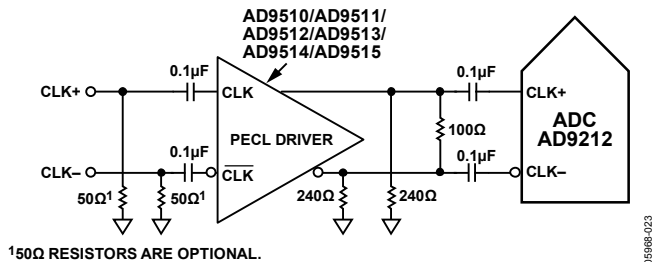 AD9510/AD9511/
AD9512/AD9513/
AD9514/AD9515
0.1µF
0.1µF
CLK+
CLK
CLK+
PECL DRIVER
100Ω
ADC
AD9212
0.1µF
0.1µF
CLK–
CLK
CLK–
50Ω1
50Ω1
240Ω
240Ω
150Ω RESISTORS ARE OPTIONAL.
05968-023